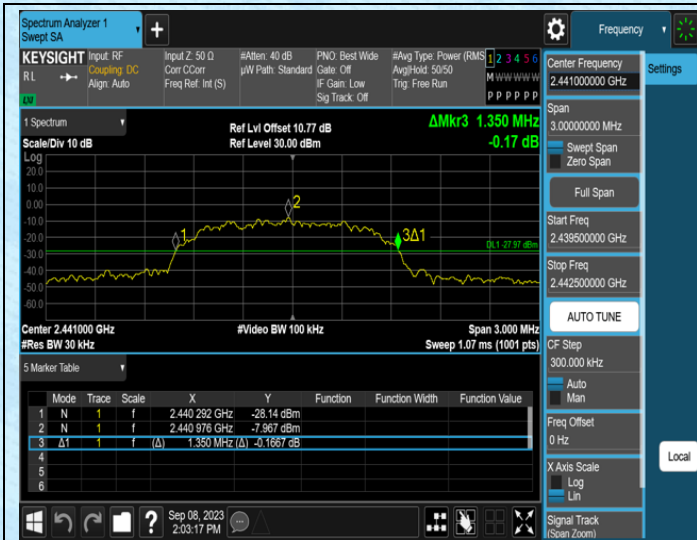 Spectrum Analyzer 1
Swept SA
Frequency
KEYSIGHT
R L
LXI
Input: RF
Coupling: DC
Align: Auto
Input Z: 50 Ω
Corr CCorr
Freq Ref: Int (S)
#Atten: 40 dB
µW Path: Standard
PNO: Best Wide
Gate: Off
IF Gain: Low
Sig Track: Off
#Avg Type: Power (RMS
Avg|Hold: 50/50
Trig: Free Run
1 2 3 4 5 6
M W W W W W
P P P P P P
1 Spectrum
Scale/Div 10 dB
Ref Lvl Offset 10.77 dB
Ref Level 30.00 dBm
ΔMkr3 1.350 MHz
-0.17 dB
Log
20.0
10.0
0.00
-10.0
-20.0
-30.0
-40.0
-50.0
-60.0
1
2
3Δ1
DL1 -27.97 dBm
Center 2.441000 GHz
#Res BW 30 kHz
#Video BW 100 kHz
Span 3.000 MHz
Sweep 1.07 ms (1001 pts)
5 Marker Table
Mode Trace Scale X Y Function Function Width Function Value
1 N 1 f 2.440 292 GHz -28.14 dBm
2 N 1 f 2.440 976 GHz -7.967 dBm
3 Δ1 1 f (Δ) 1.350 MHz (Δ) -0.1667 dB
4
5
6
Sep 08, 2023
2:03:17 PM
Center Frequency
2.441000000 GHz
Span
3.00000000 MHz
Swept Span
Zero Span
Full Span
Start Freq
2.439500000 GHz
Stop Freq
2.442500000 GHz
AUTO TUNE
CF Step
300.000 kHz
Auto
Man
Freq Offset
0 Hz
X Axis Scale
Log
Lin
Signal Track
(Span Zoom)
Settings
Local